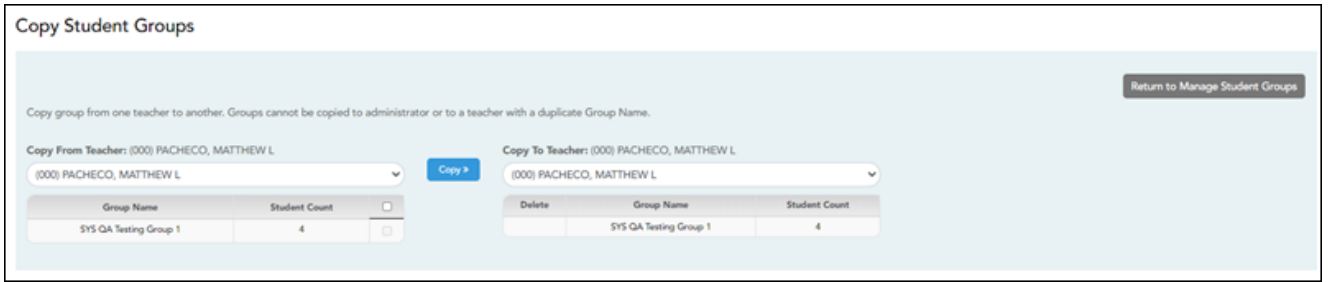 Copy Student Groups
Return to Manage Student Groups
Copy group from one teacher to another. Groups cannot be copied to administrator or to a teacher with a duplicate Group Name.
Copy From Teacher: (000) PACHECO, MATTHEW L
(000) PACHECO, MATTHEW L
Group Name Student Count
SYS QA Testing Group 1 4
Copy »
Copy To Teacher: (000) PACHECO, MATTHEW L
(000) PACHECO, MATTHEW L
Delete Group Name Student Count
SYS QA Testing Group 1 4